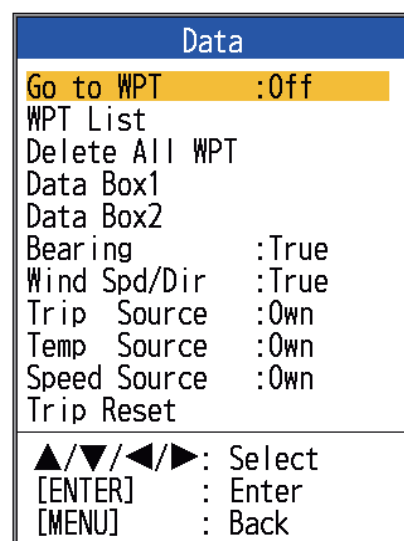 Data
Go to WPT :Off
WPT List
Delete All WPT
Data Box1
Data Box2
Bearing :True
Wind Spd/Dir :True
Trip Source :Own
Temp Source :Own
Speed Source :Own
Trip Reset
▲/▼/◀/▶: Select
[ENTER] : Enter
[MENU] : Back